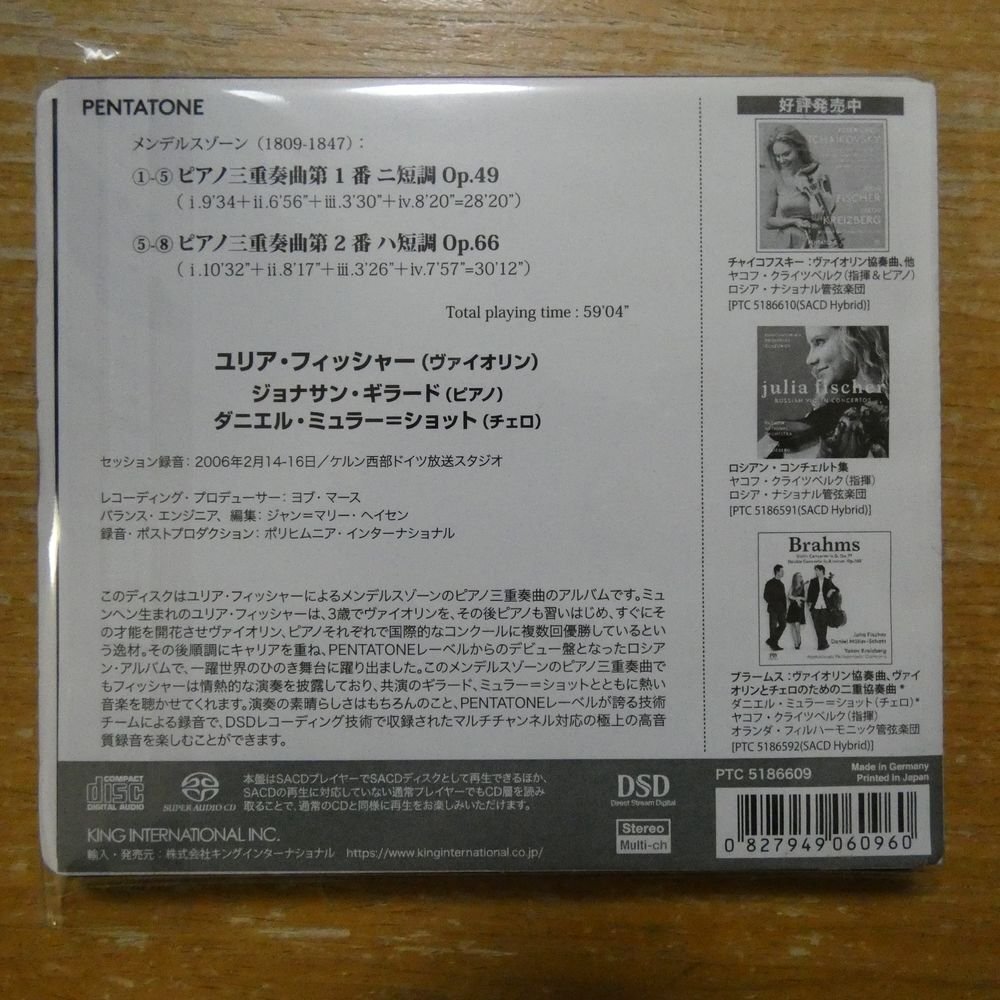 PENTATONE
メンデルスゾーン（1809-1847）：
①-⑤ ピアノ三重奏曲第 1 番 ニ短調 Op.49
（ⅰ.9'34＋ⅱ.6'56”＋ⅲ.3'30”＋ⅳ.8'20”=28'20”）
⑤-⑧ ピアノ三重奏曲第 2 番 ハ短調 Op.66
（ⅰ.10'32”＋ⅱ.8'17”＋ⅲ.3'26”＋ⅳ.7'57”=30'12”）
Total playing time : 59'04”
ユリア・フィッシャー（ヴァイオリン）
ジョナサン・ギラード（ピアノ）
ダニエル・ミュラー＝ショット（チェロ）
セッション録音：2006年2月14-16日／ケルン西部ドイツ放送スタジオ
レコーディング・プロデューサー：ヨブ・マース
バランス・エンジニア、編集：ジャン＝マリー・ヘイセン
録音・ポストプロダクション：ポリヒムニア・インターナショナル
このディスクはユリア・フィッシャーによるメンデルスゾーンのピアノ三重奏曲のアルバムです。ミュ
ンヘン生まれのユリア・フィッシャーは、3歳でヴァイオリンを、その後ピアノも習いはじめ、すぐにそ
の才能を開花させヴァイオリン、ピアノそれぞれで国際的なコンクールに複数回優勝しているとい
う逸材。その後順調にキャリアを重ね、PENTATONEレーベルからのデビュー盤となったロシア
ン・アルバムで、一躍世界のひのき舞台に躍り出ました。このメンデルスゾーンのピアノ三重奏曲で
もフィッシャーは情熱的な演奏を披露しており、共演のギラード、ミュラー＝ショットとともに熱い
音楽を聴かせてくれます。演奏の素晴らしさはもちろんのこと、PENTATONEレーベルが誇る技術
チームによる録音で、DSDレコーディング技術で収録されたマルチチャンネル対応の極上の高音
質録音を楽しむことができます。
好評発売中
TCHAIKOVSKY
JULIA
FISCHER
YAKOV
KREIZBERG
PENTATONE
チャイコフスキー：ヴァイオリン協奏曲、他
ヤコフ・クライツベルク（指揮＆ピアノ）
ロシア・ナショナル管弦楽団
[PTC 5186610(SACD Hybrid)]
julia fischer
RUSSIAN VIOLIN CONCERTOS
ロシアン・コンチェルト集
ヤコフ・クライツベルク（指揮）
ロシア・ナショナル管弦楽団
[PTC 5186591(SACD Hybrid)]
Brahms
Julia Fischer
Daniel Müller-Schott
Yakov Kreizberg
ブラームス：ヴァイオリン協奏曲、ヴァイ
オリンとチェロのための二重協奏曲＊
ダニエル・ミュラー＝ショット（チェロ）＊
ヤコフ・クライツベルク（指揮）
オランダ・フィルハーモニック管弦楽団
[PTC 5186592(SACD Hybrid)]
COMPACT
disc
DIGITAL AUDIO
SUPER AUDIO CD
本盤はSACDプレイヤーでSACDディスクとして再生できるほか、
SACDの再生に対応していない通常プレイヤーでもCD層を読み
取ることで、通常のCDと同様に再生をお楽しみいただけます。
DSD
Direct Stream Digital
Stereo
Multi-ch
KING INTERNATIONAL INC.
輸入・発売元：株式会社キングインターナショナル https://www.kinginternational.co.jp/
PTC 5186609
Made in Germany
Printed in Japan
0 827949 060960